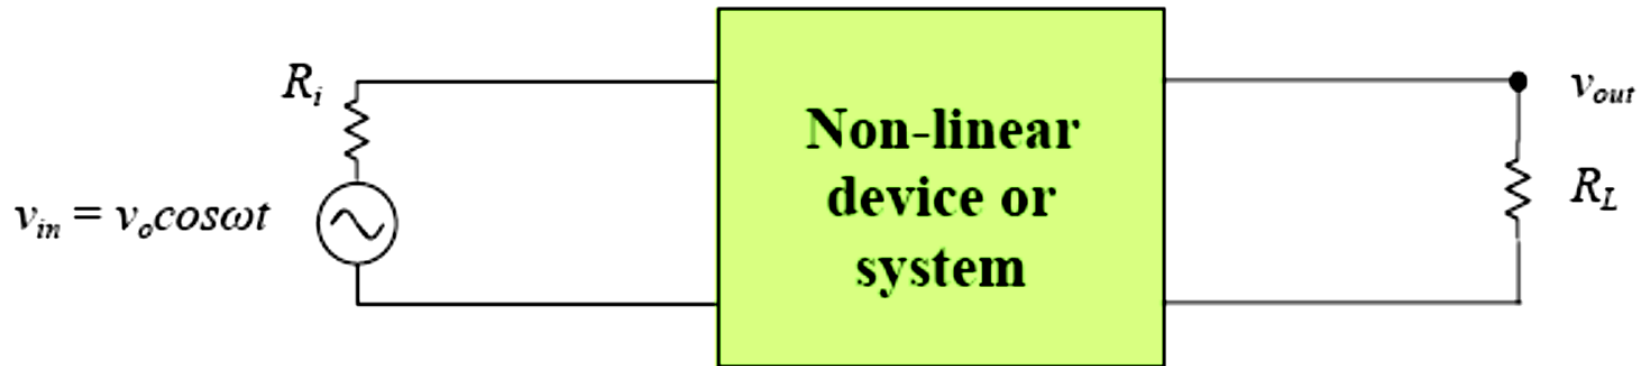 R_i
v_in = v_o cosωt
Non-linear
device or
system
v_out
R_L